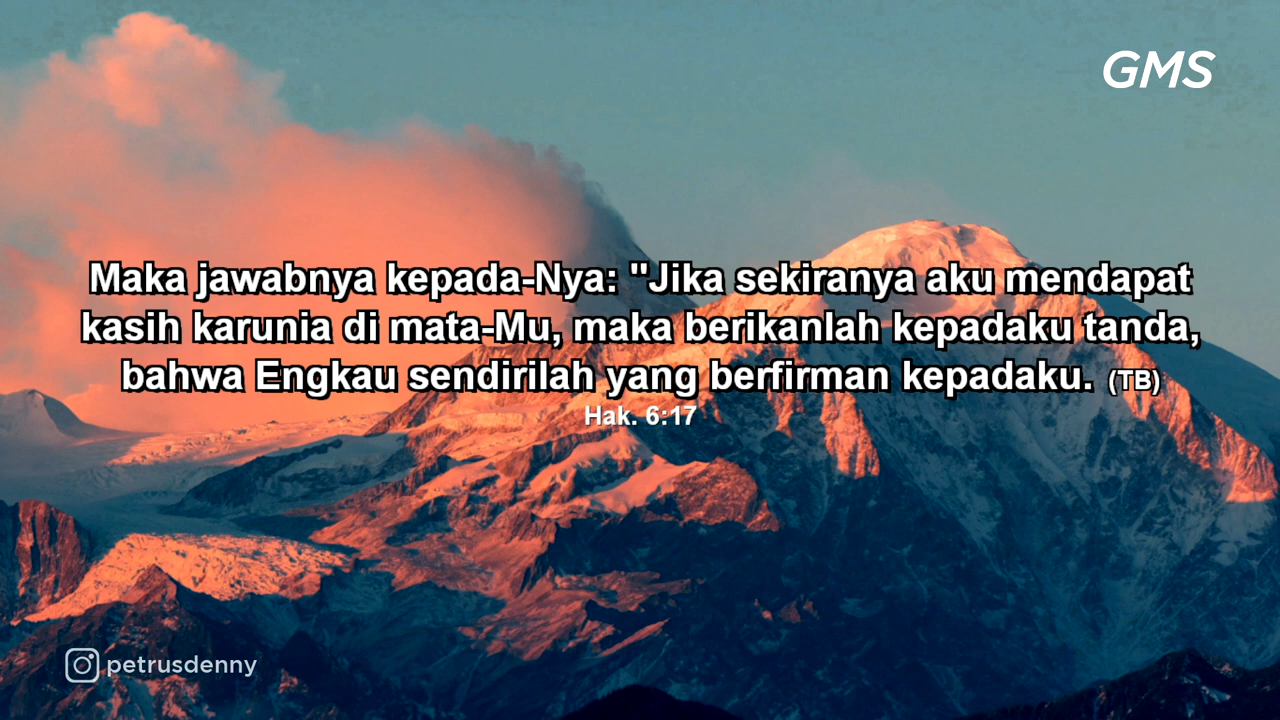 GMS
Maka jawabnya kepada-Nya: "Jika sekiranya aku mendapat
kasih karunia di mata-Mu, maka berikanlah kepadaku tanda,
bahwa Engkau sendirilah yang berfirman kepadaku. (TB)
Hak. 6:17
petrusdenny